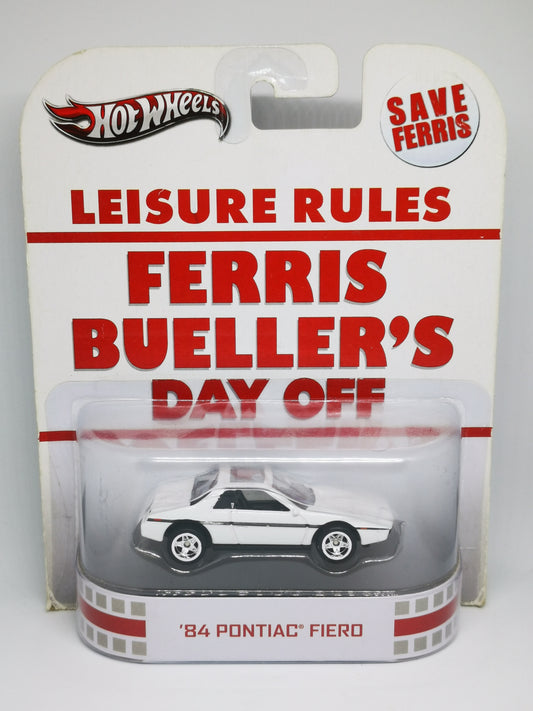 HOT WHEELS
SAVE
FERRIS
LEISURE RULES
FERRIS
BUELLER'S
DAY OFF
'84 PONTIAC® FIERO